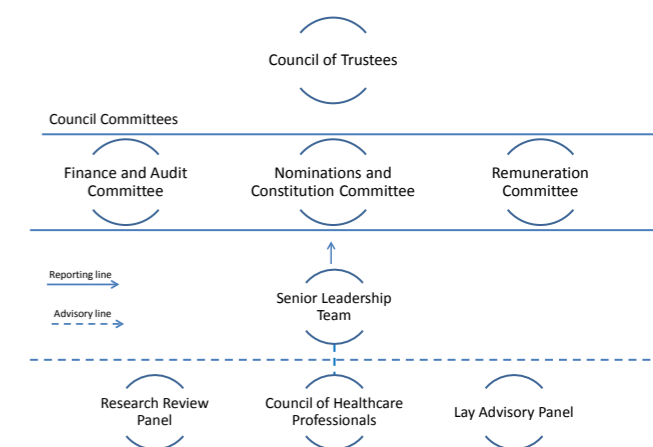 Council of Trustees
Council Committees
Finance and Audit
Committee
Nominations and
Constitution Committee
Remuneration
Committee
Reporting line
Advisory line
Senior Leadership
Team
Research Review
Panel
Council of Healthcare
Professionals
Lay Advisory Panel